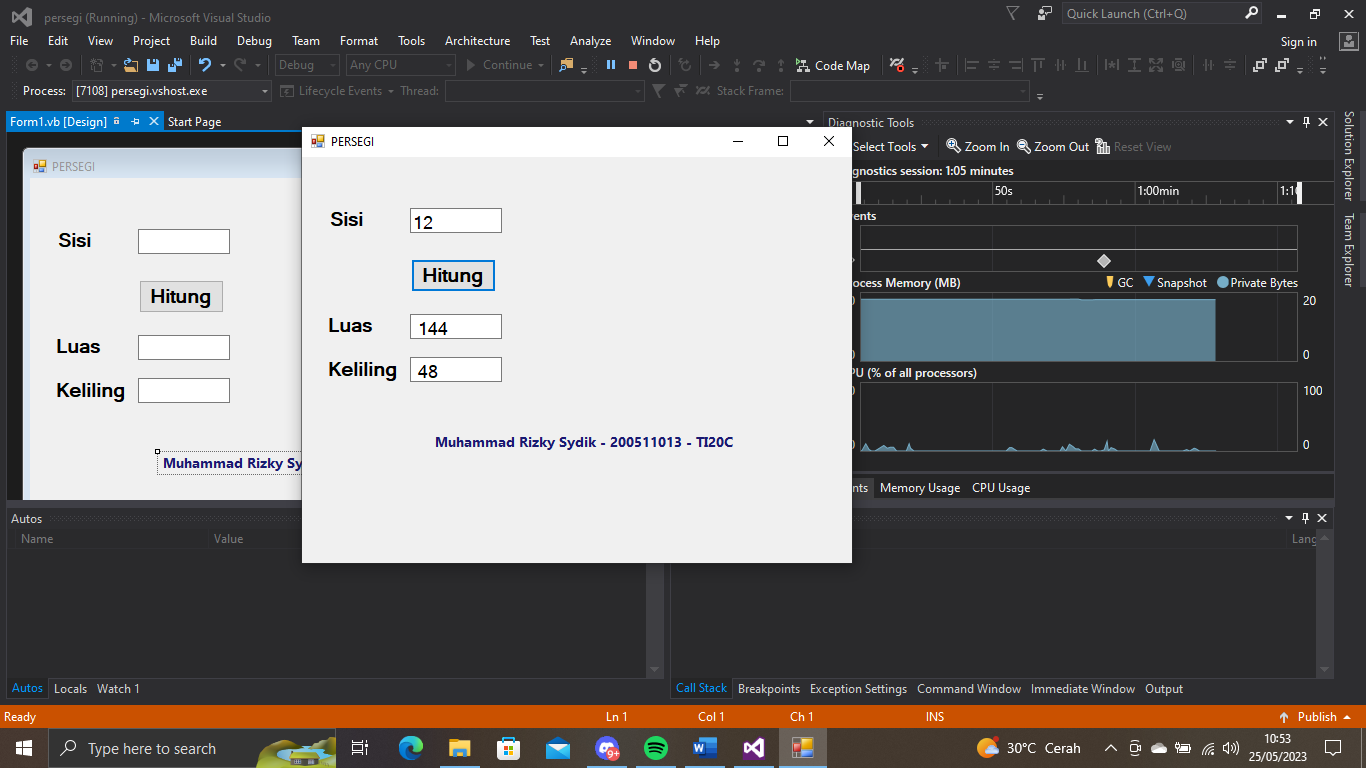 persegi (Running) - Microsoft Visual Studio
Quick Launch (Ctrl+Q)
File Edit View Project Build Debug Team Format Tools Architecture Test Analyze Window Help
Sign in
Debug Any CPU Continue Code Map
Process: [7108] persegi.vshost.exe Lifecycle Events Thread: Stack Frame:
Form1.vb [Design] Start Page
PERSEGI
Sisi
Hitung
Luas
Keliling
Muhammad Rizky Sy
PERSEGI
Sisi 12
Hitung
Luas 144
Keliling 48
Muhammad Rizky Sydik - 200511013 - TI20C
Diagnostic Tools
Select Tools Zoom In Zoom Out Reset View
gnostics session: 1:05 minutes
50s 1:00min 1:10
ents
ocess Memory (MB) GC Snapshot Private Bytes
0 20
0 0
PU (% of all processors)
0 100
0 0
nts Memory Usage CPU Usage
Solution Explorer
Team Explorer
Autos
Name Value
Lang
Autos Locals Watch 1
Call Stack Breakpoints Exception Settings Command Window Immediate Window Output
Ready Ln 1 Col 1 Ch 1 INS Publish
Type here to search
9+
30°C Cerah
10:53
25/05/2023